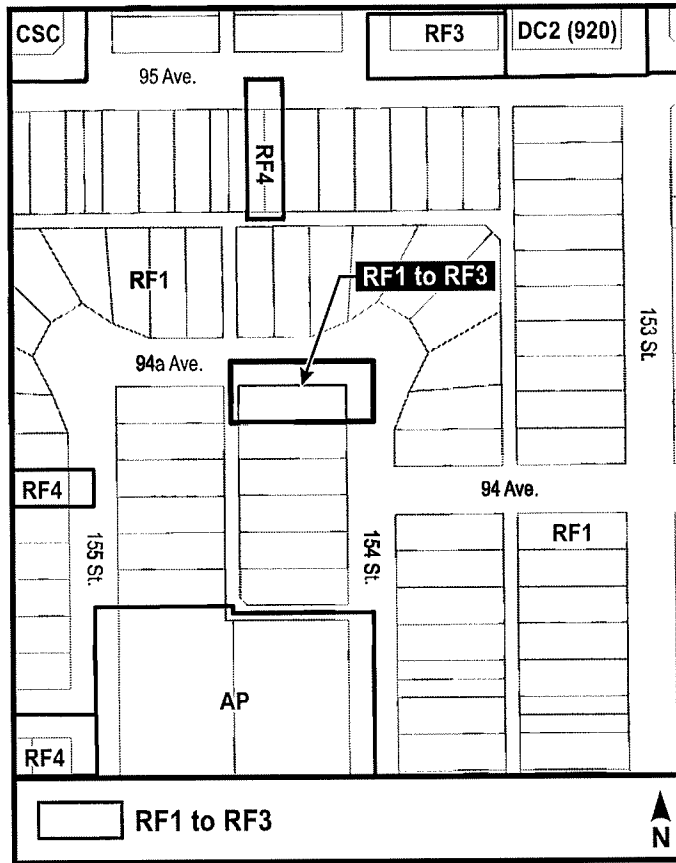 CSC
RF3
DC2 (920)
95 Ave.
RF4
RF1
RF1 to RF3
153 St.
94a Ave.
RF4
94 Ave.
RF1
155 St.
154 St.
AP
RF4
RF1 to RF3
N